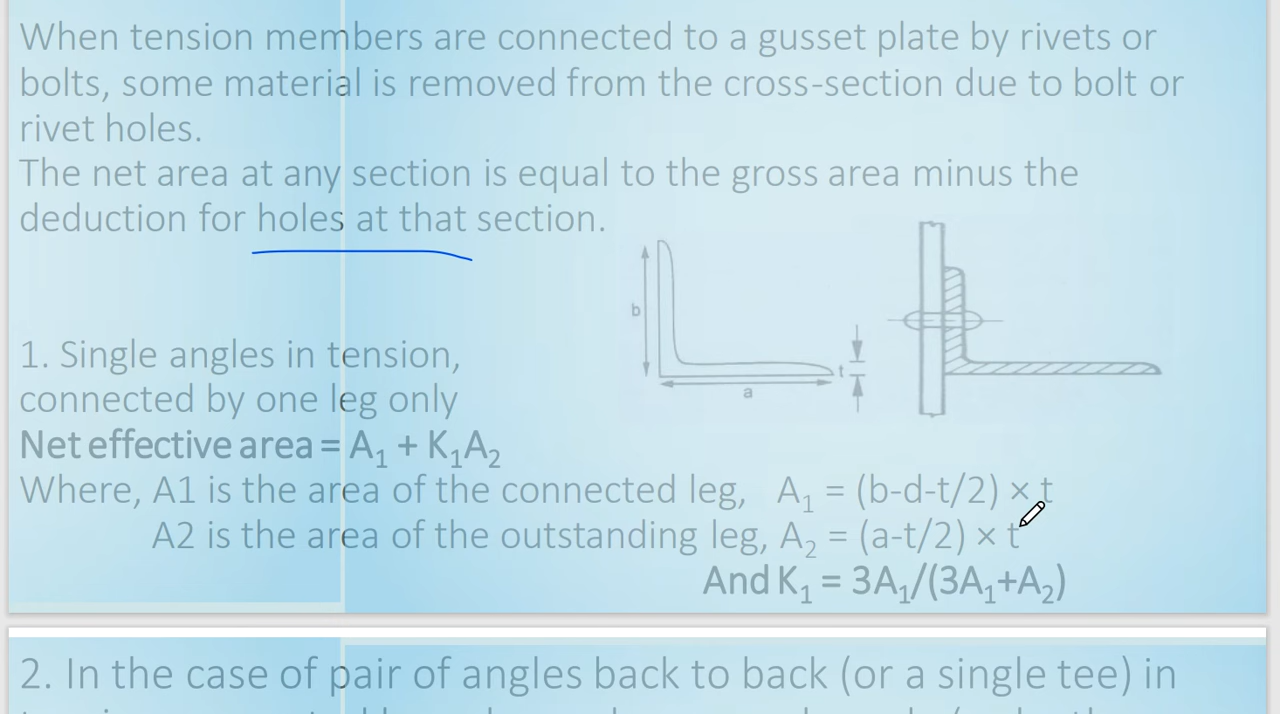 When tension members are connected to a gusset plate by rivets or
bolts, some material is removed from the cross-section due to bolt or
rivet holes.
The net area at any section is equal to the gross area minus the
deduction for holes at that section.
b
t
a
1. Single angles in tension,
connected by one leg only
Net effective area = A₁ + K₁A₂
Where, A1 is the area of the connected leg, A₁ = (b-d-t/2) × t
A2 is the area of the outstanding leg, A₂ = (a-t/2) × t
And K₁ = 3A₁/(3A₁+A₂)
2. In the case of pair of angles back to back (or a single tee) in